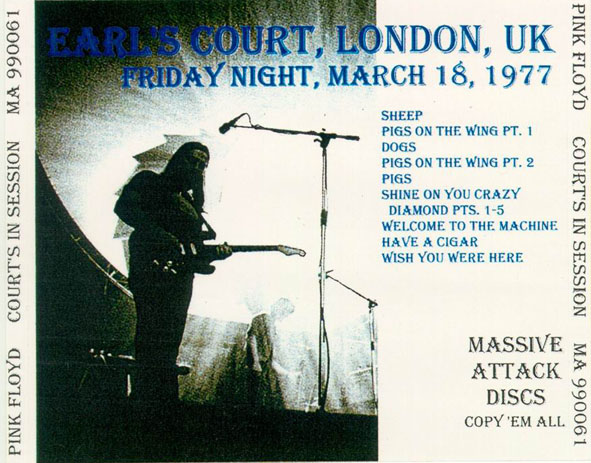 EARL'S COURT, LONDON, UK
FRIDAY NIGHT, MARCH 18, 1977
SHEEP
PIGS ON THE WING PT. 1
DOGS
PIGS ON THE WING PT. 2
PIGS
SHINE ON YOU CRAZY
DIAMOND PTS. 1-5
WELCOME TO THE MACHINE
HAVE A CIGAR
WISH YOU WERE HERE
MASSIVE
ATTACK
DISCS
COPY 'EM ALL
PINK FLOYD COURT'S IN SESSION MA 990061
PINK FLOYD COURT'S IN SESSION MA 990061